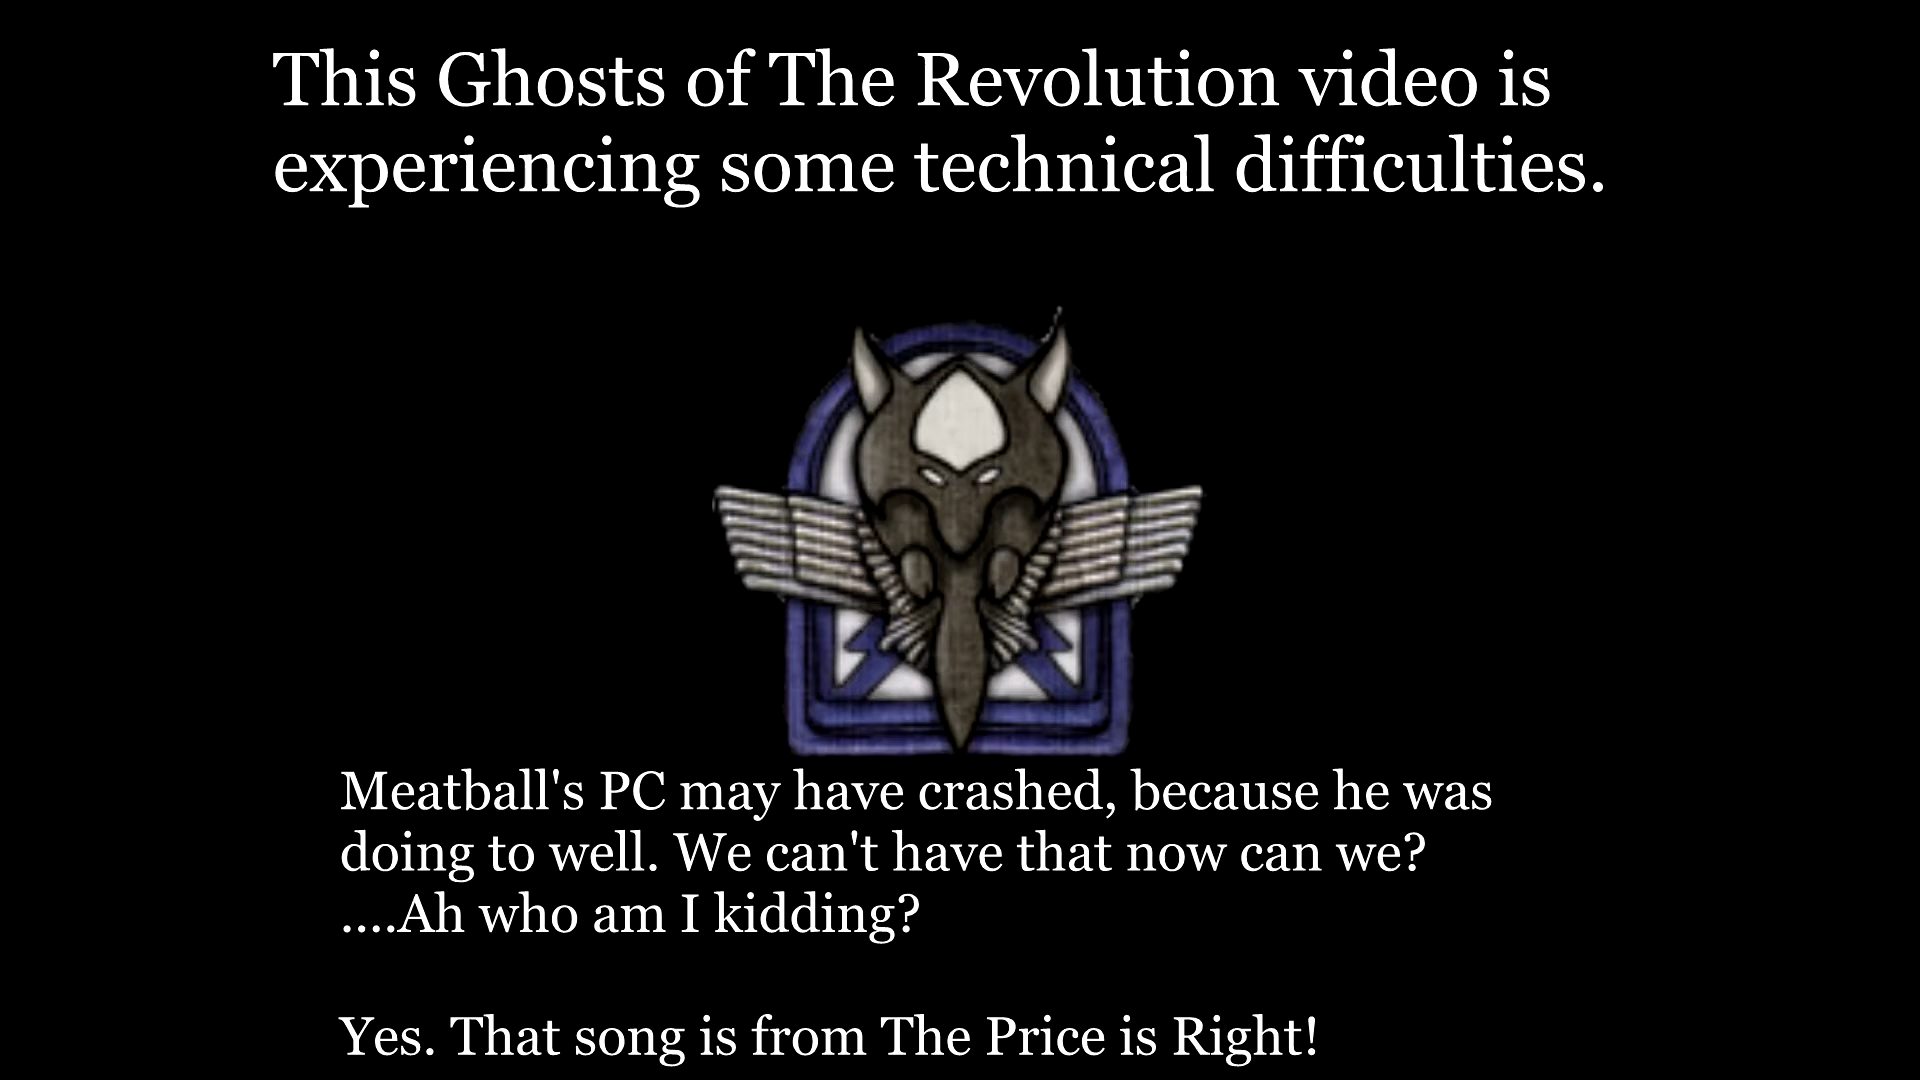 This Ghosts of The Revolution video is
experiencing some technical difficulties.
Meatball's PC may have crashed, because he was
doing to well. We can't have that now can we?
....Ah who am I kidding?
Yes. That song is from The Price is Right!